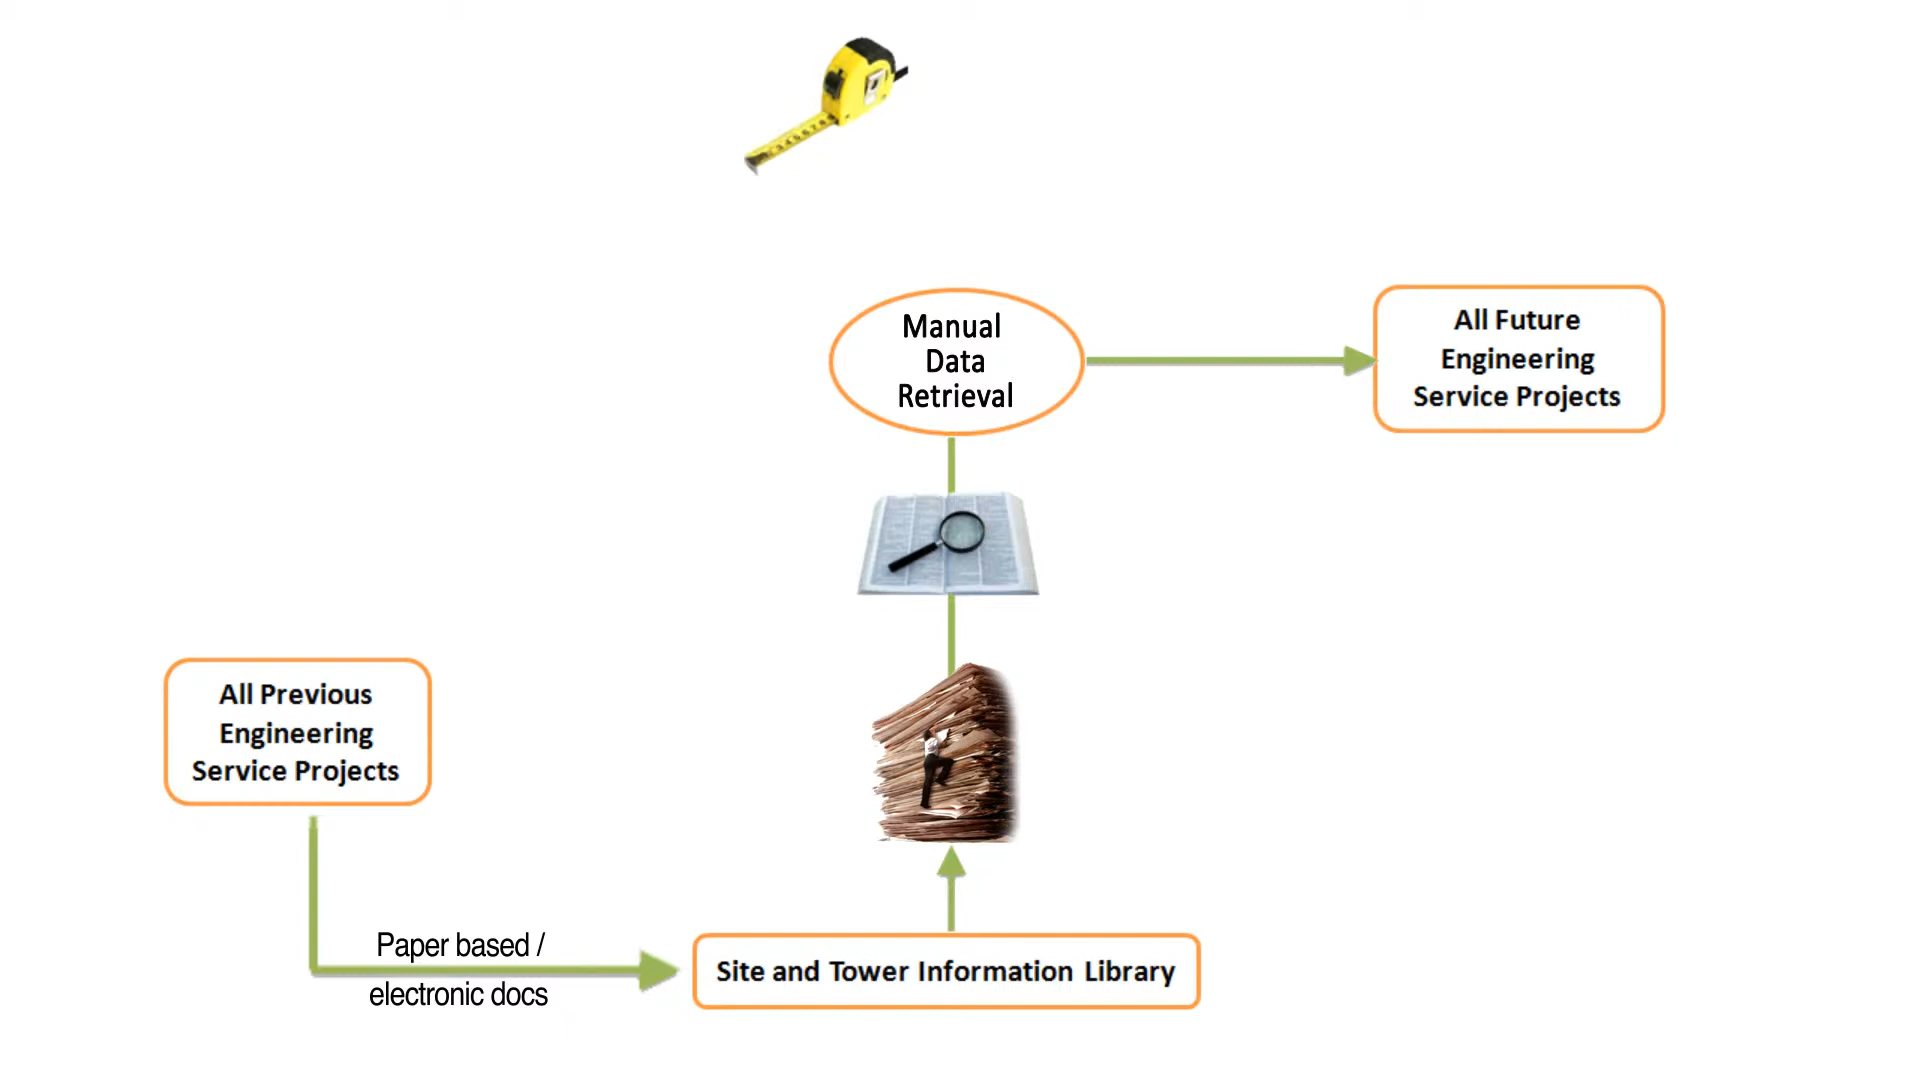 Manual
Data
Retrieval
All Future
Engineering
Service Projects
All Previous
Engineering
Service Projects
Paper based /
electronic docs
Site and Tower Information Library